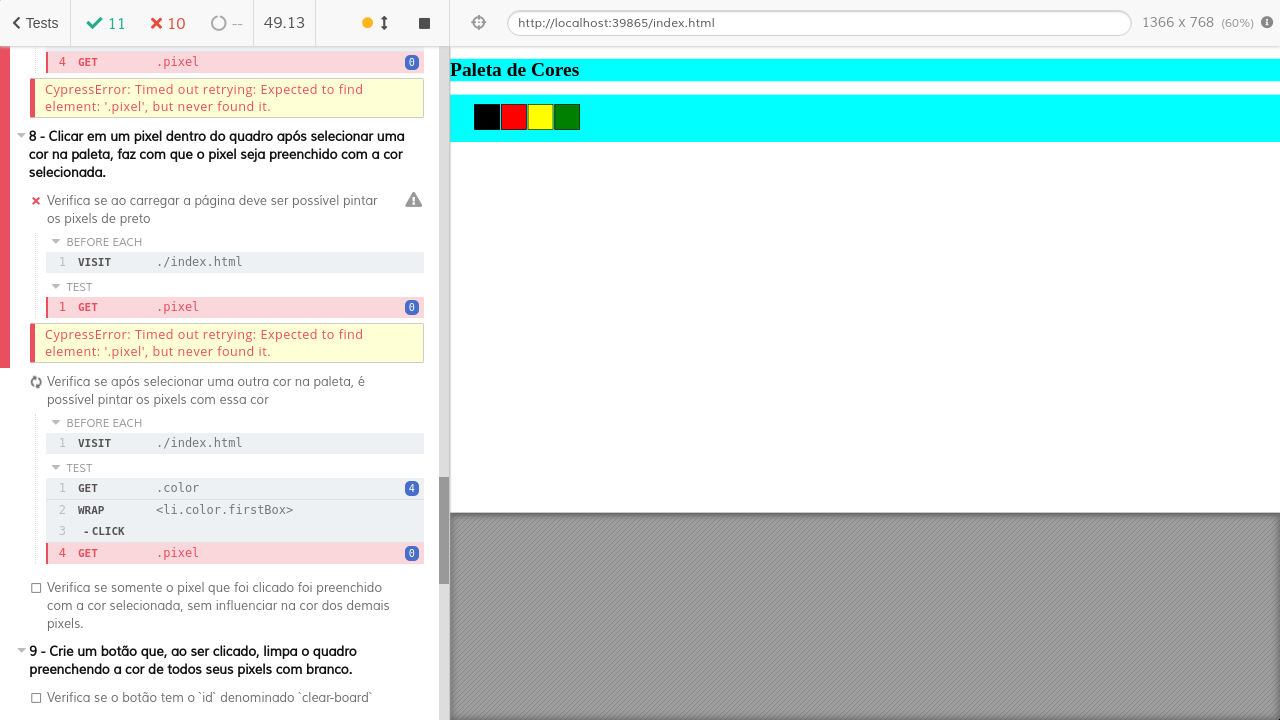 Tests
11
10
--
49.13
http://localhost:39865/index.html
1366 x 768 (60%)
4 GET .pixel 0
CypressError: Timed out retrying: Expected to find
element: '.pixel', but never found it.
8 - Clicar em um pixel dentro do quadro após selecionar uma
cor na paleta, faz com que o pixel seja preenchido com a cor
selecionada.
Verifica se ao carregar a página deve ser possível pintar
os pixels de preto
BEFORE EACH
1 VISIT ./index.html
TEST
1 GET .pixel 0
CypressError: Timed out retrying: Expected to find
element: '.pixel', but never found it.
Verifica se após selecionar uma outra cor na paleta, é
possível pintar os pixels com essa cor
BEFORE EACH
1 VISIT ./index.html
TEST
1 GET .color 4
2 WRAP <li.color.firstBox>
3 - CLICK
4 GET .pixel 0
Verifica se somente o pixel que foi clicado foi preenchido
com a cor selecionada, sem influenciar na cor dos demais
pixels.
9 - Crie um botão que, ao ser clicado, limpa o quadro
preenchendo a cor de todos seus pixels com branco.
Verifica se o botão tem o `id` denominado `clear-board`
Paleta de Cores